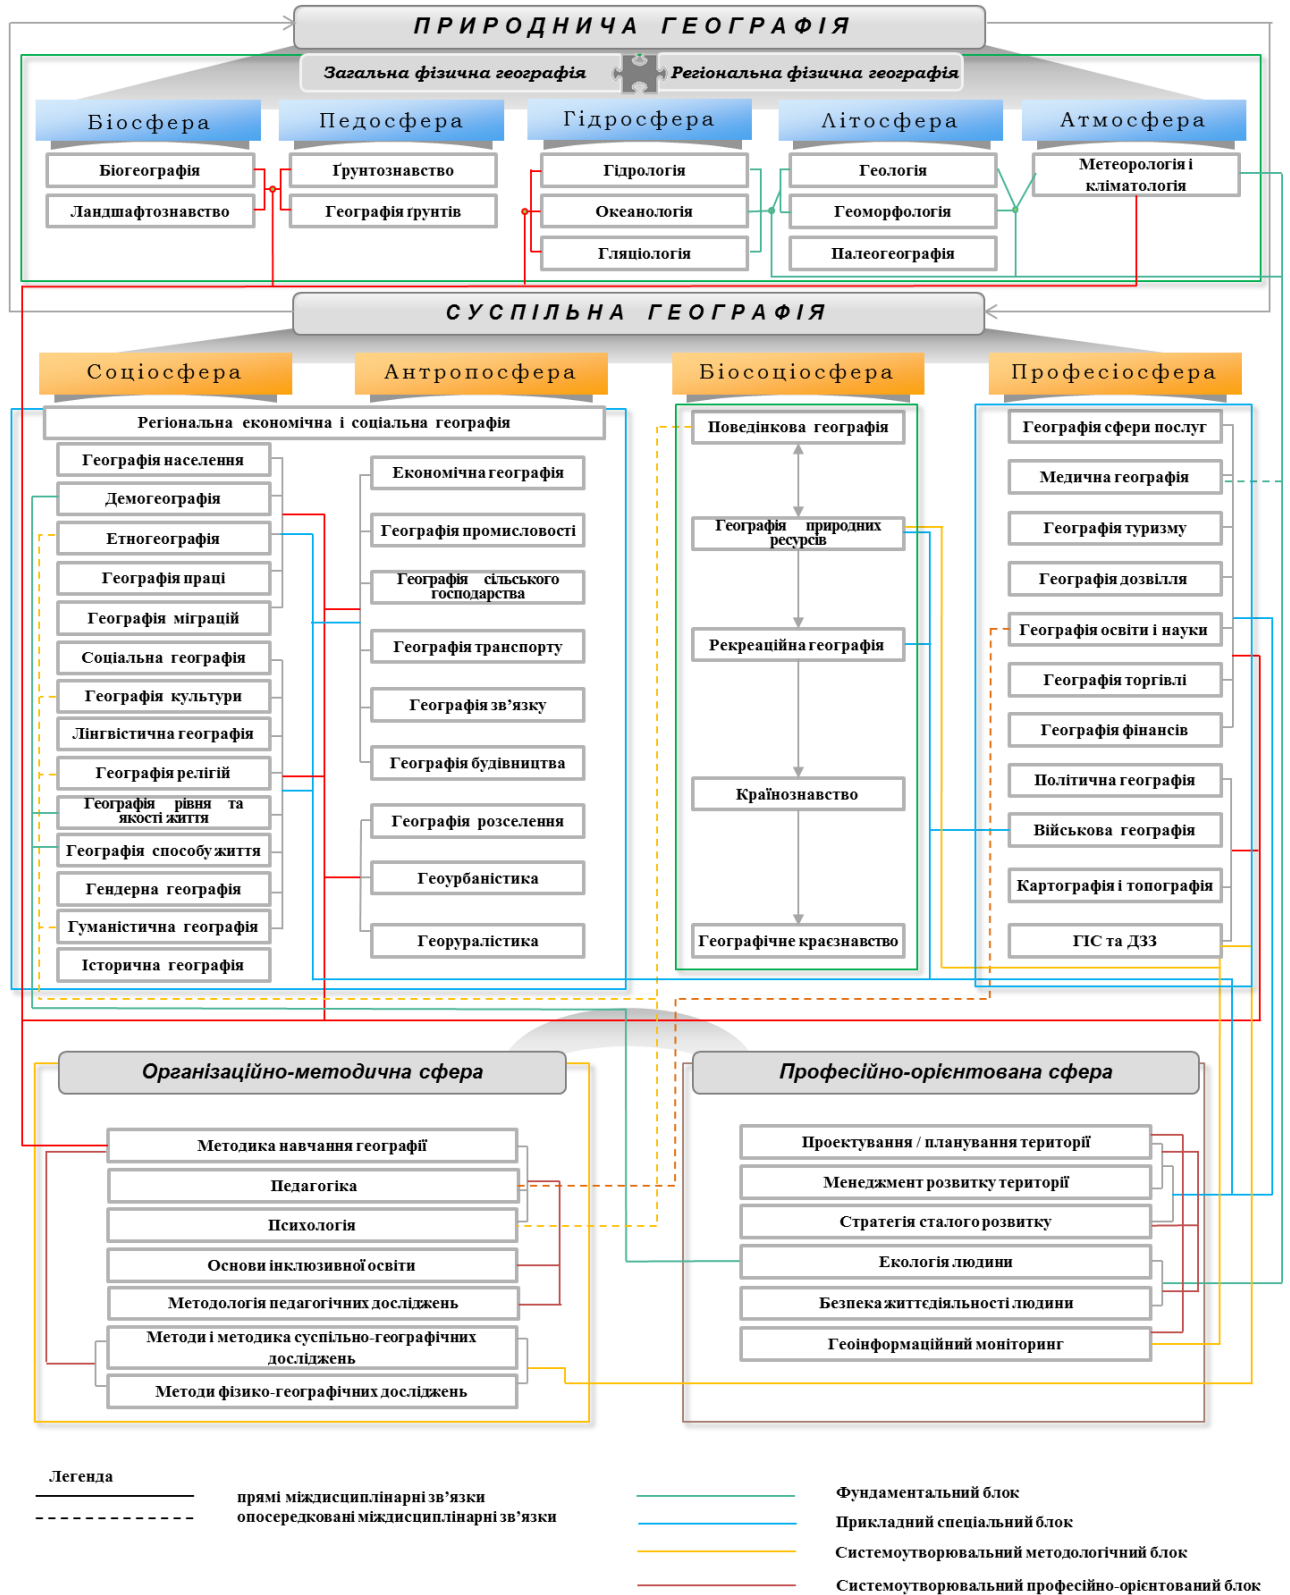 ПРИРОДНИЧА ГЕОГРАФІЯ
Загальна фізична географія
Регіональна фізична географія
Біосфера
Педосфера
Гідросфера
Літосфера
Атмосфера
Біогеографія
Ландшафтознавство
Ґрунтознавство
Географія ґрунтів
Гідрологія
Океанологія
Гляціологія
Геологія
Геоморфологія
Палеогеографія
Метеорологія і
кліматологія
СУСПІЛЬНА ГЕОГРАФІЯ
Соціосфера
Антропосфера
Біосоціосфера
Професіосфера
Регіональна економічна і соціальна географія
Географія населення
Демогеографія
Етногеографія
Географія праці
Географія міграцій
Соціальна географія
Географія культури
Лінгвістична географія
Географія релігій
Географія рівня та
якості життя
Географія способу життя
Гендерна географія
Гуманістична географія
Історична географія
Економічна географія
Географія промисловості
Географія сільського
господарства
Географія транспорту
Географія зв’язку
Географія будівництва
Географія розселення
Геоурбаністика
Георуралістика
Поведінкова географія
Географія природних
ресурсів
Рекреаційна географія
Країнознавство
Географічне краєзнавство
Географія сфери послуг
Медична географія
Географія туризму
Географія дозвілля
Географія освіти і науки
Географія торгівлі
Географія фінансів
Політична географія
Військова географія
Картографія і топографія
ГІС та ДЗЗ
Організаційно-методична сфера
Методика навчання географії
Педагогіка
Психологія
Основи інклюзивної освіти
Методологія педагогічних досліджень
Методи і методика суспільно-географічних
досліджень
Методи фізико-географічних досліджень
Професійно-орієнтована сфера
Проектування / планування території
Менеджмент розвитку території
Стратегія сталого розвитку
Екологія людини
Безпека життєдіяльності людини
Геоінформаційний моніторинг
Легенда
прямі міждисциплінарні зв’язки
опосередковані міждисциплінарні зв’язки
Фундаментальний блок
Прикладний спеціальний блок
Системоутворювальний методологічний блок
Системоутворювальний професійно-орієнтований блок